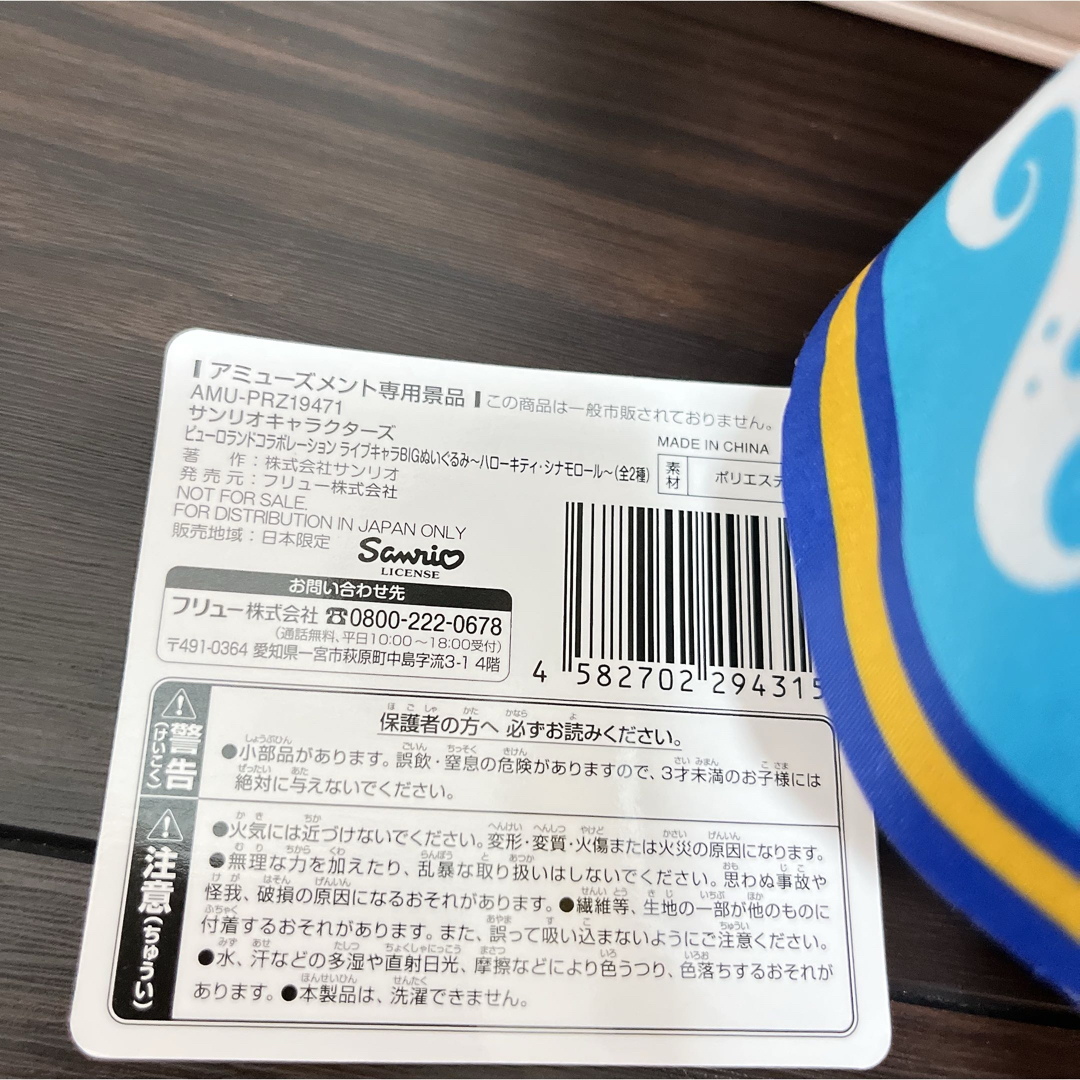 アミューズメント専用景品 この商品は一般市販されておりません。
AMU-PRZ19471
サンリオキャラクターズ
ピューロランドコラボレーション ライブキャラBIGぬいぐるみ～ハローキティ・シナモロール～(全2種)
MADE IN CHINA
素材 ポリエステ
著 作：株式会社サンリオ
発売元：フリュー株式会社
NOT FOR SALE.
FOR DISTRIBUTION IN JAPAN ONLY
販売地域：日本限定
Sanrio
LICENSE
お問い合わせ先
フリュー株式会社 ☎0800-222-0678
(通話無料、平日10:00～18:00受付)
〒491-0364 愛知県一宮市萩原町中島字流3-1 4階
4 582702 294315
警告(けいこく)
保護者の方へ 必ずお読みください。
●小部品があります。誤飲・窒息の危険がありますので、3才未満のお子様には
絶対に与えないでください。
注意(ちゅうい)
●火気には近づけないでください。変形・変質・火傷または火災の原因になります。
●無理な力を加えたり、乱暴な取り扱いはしないでください。思わぬ事故や
怪我、破損の原因になるおそれがあります。●繊維等、生地の一部が他のものに
付着するおそれがあります。また、誤って吸い込まないようにご注意ください。
●水、汗などの多湿や直射日光、摩擦などにより色うつり、色落ちするおそれが
あります。●本製品は、洗濯できません。